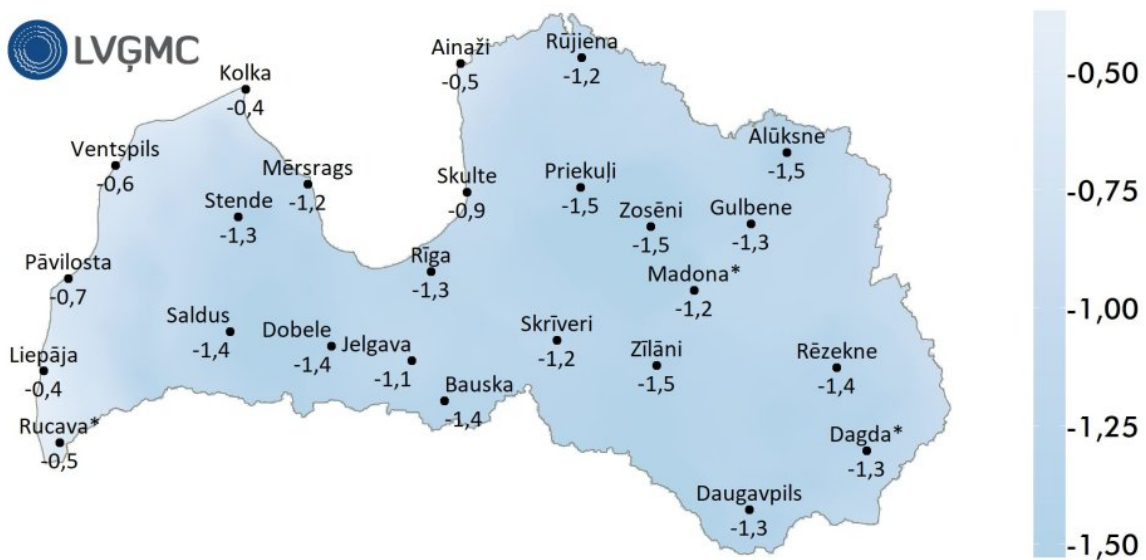 LVĢMC
Ainaži
-0,5
Rūjiena
-1,2
Kolka
-0,4
Ventspils
-0,6
Mērsrags
-1,2
Stende
-1,3
Skulte
-0,9
Priekuļi
-1,5
Alūksne
-1,5
Zosēni
-1,5
Gulbene
-1,3
Pāvilosta
-0,7
Rīga
-1,3
Madona*
-1,2
Saldus
-1,4
Dobele
-1,4
Jelgava
-1,1
Skrīveri
-1,2
Zīlāni
-1,5
Rēzekne
-1,4
Liepāja
-0,4
Bauska
-1,4
Rucava*
-0,5
Dagda*
-1,3
Daugavpils
-1,3
-0,50
-0,75
-1,00
-1,25
-1,50